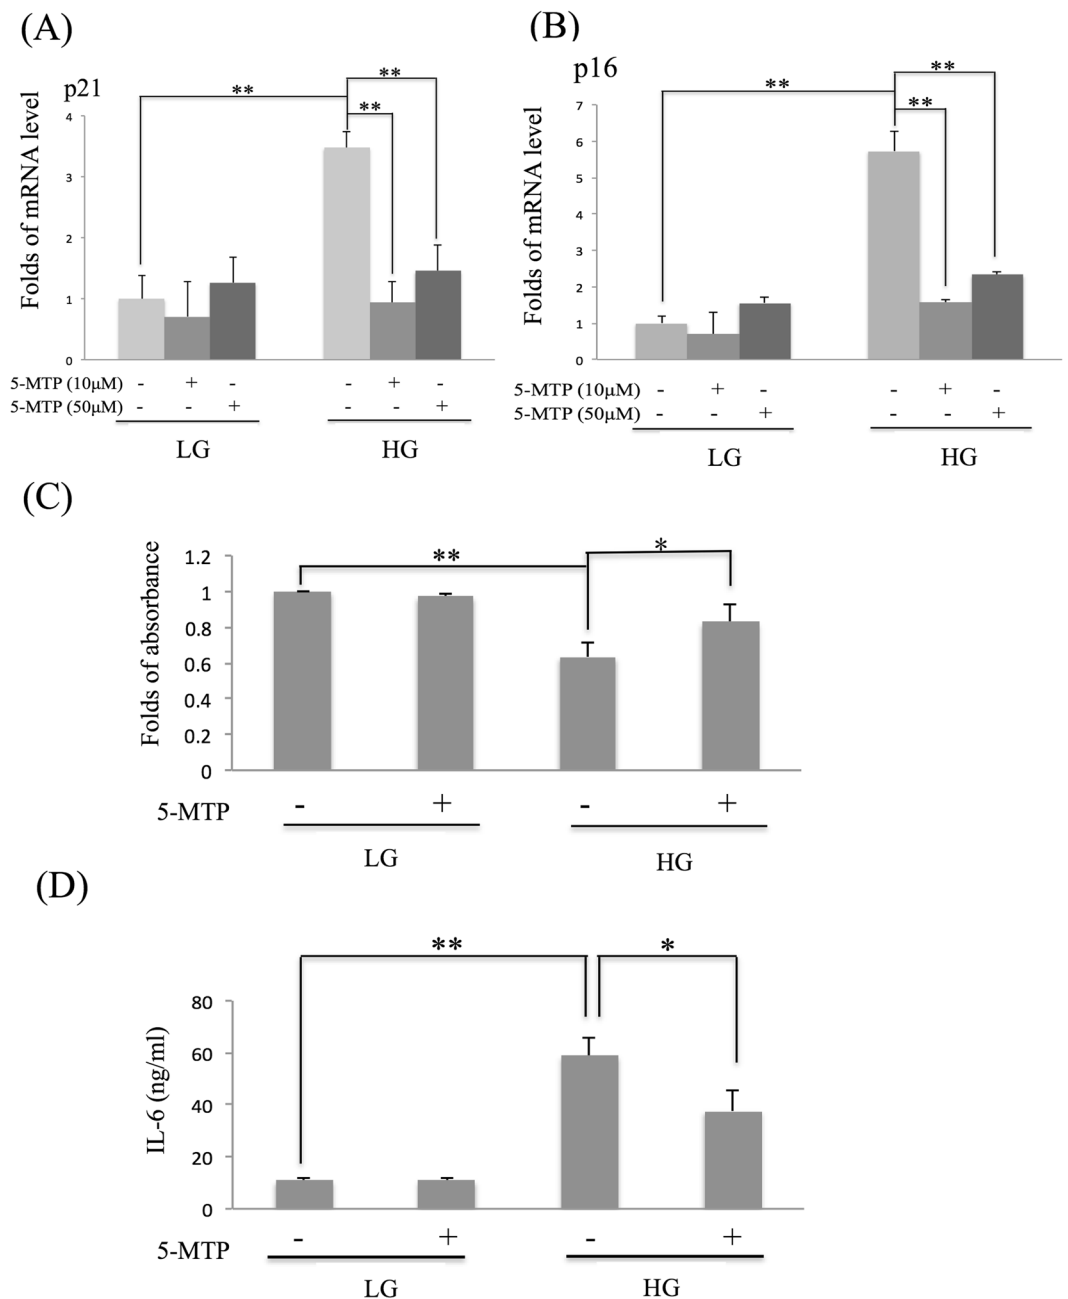 (A)
p21
**
**
**
Folds of mRNA level
4
3
2
1
0
5-MTP (10μM) - + - - + -
5-MTP (50μM) - - + - - +
LG HG
(B)
p16
**
**
**
Folds of mRNA level
7
6
5
4
3
2
1
0
5-MTP (10μM) - + - - + -
5-MTP (50μM) - - + - - +
LG HG
(C)
** *
Folds of absorbance
1.2
1
0.8
0.6
0.4
0.2
0
5-MTP - + - +
LG HG
(D)
** *
IL-6 (ng/ml)
80
60
40
20
0
5-MTP - + - +
LG HG